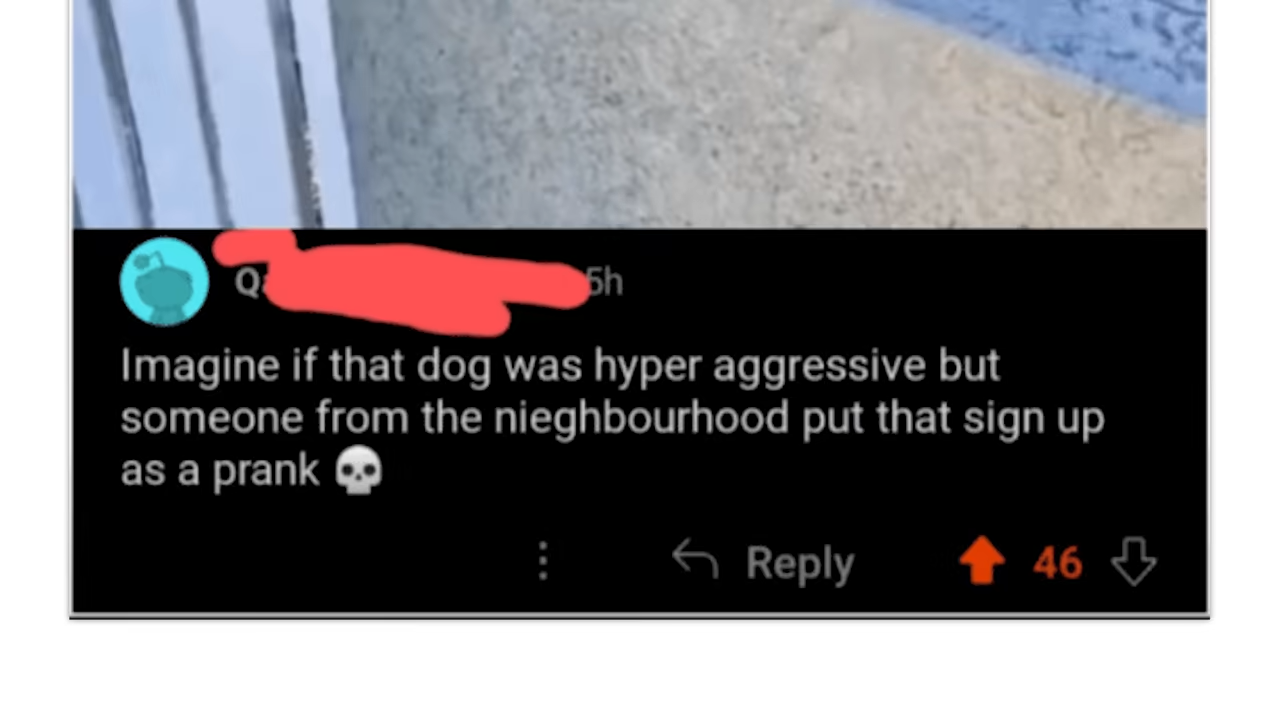 5h
Imagine if that dog was hyper aggressive but
someone from the nieghbourhood put that sign up
as a prank 💀
Reply 46